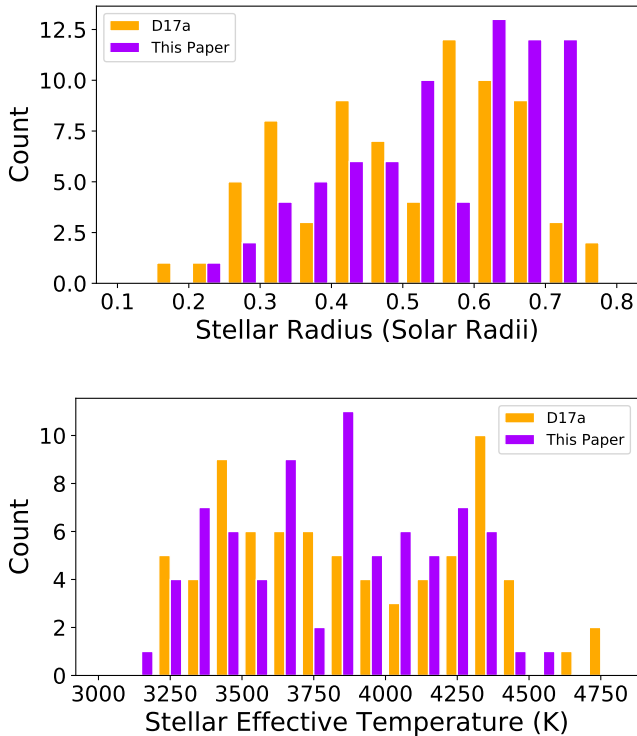 12.5
10.0
7.5
5.0
2.5
0.0
Count
D17a
This Paper
0.1 0.2 0.3 0.4 0.5 0.6 0.7 0.8
Stellar Radius (Solar Radii)
10
8
6
4
2
0
Count
D17a
This Paper
3000 3250 3500 3750 4000 4250 4500 4750
Stellar Effective Temperature (K)